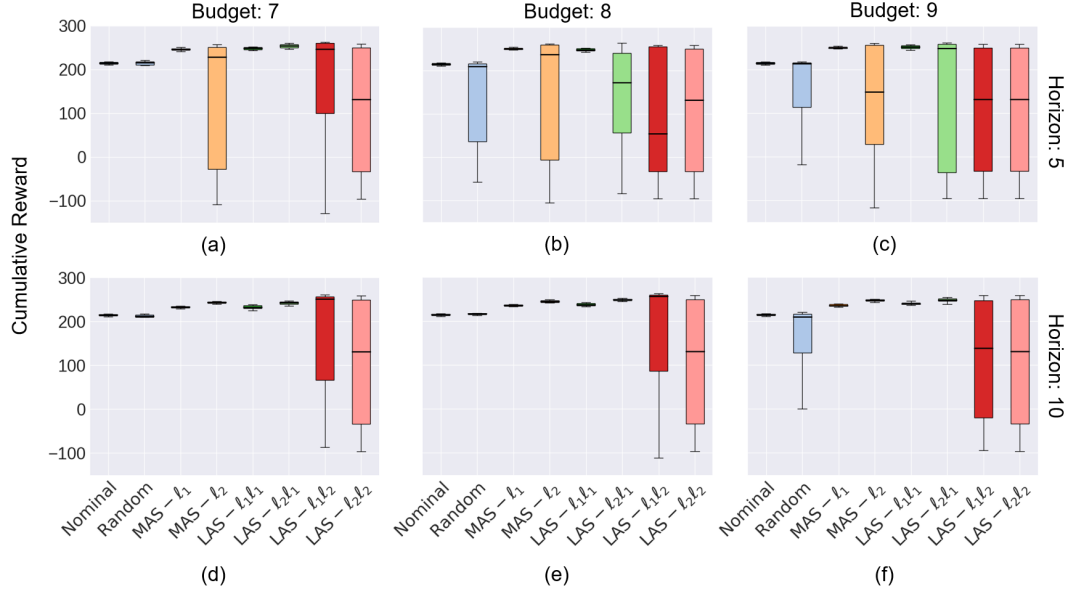 Budget: 7
Budget: 8
Budget: 9
Cumulative Reward
300
200
100
0
−100
Horizon: 5
(a)
(b)
(c)
300
200
100
0
−100
Horizon: 10
Nominal
Random
MAS − ℓ₁
MAS − ℓ₂
LAS − ℓ₁ℓ₁
LAS − ℓ₂ℓ₁
LAS − ℓ₁ℓ₂
LAS − ℓ₂ℓ₂
Nominal
Random
MAS − ℓ₁
MAS − ℓ₂
LAS − ℓ₁ℓ₁
LAS − ℓ₂ℓ₁
LAS − ℓ₁ℓ₂
LAS − ℓ₂ℓ₂
Nominal
Random
MAS − ℓ₁
MAS − ℓ₂
LAS − ℓ₁ℓ₁
LAS − ℓ₂ℓ₁
LAS − ℓ₁ℓ₂
LAS − ℓ₂ℓ₂
(d)
(e)
(f)